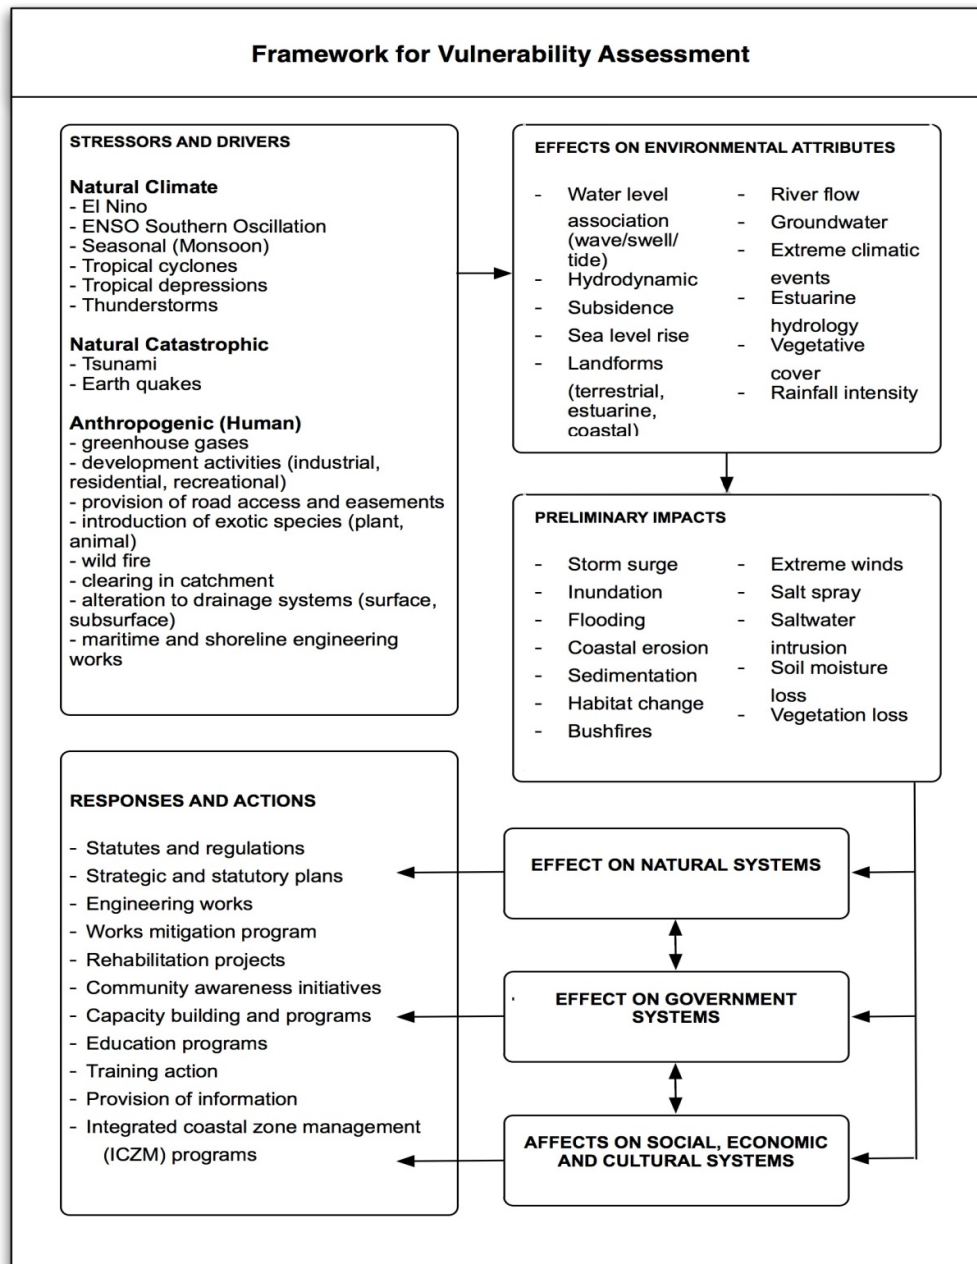 Framework for Vulnerability Assessment
STRESSORS AND DRIVERS
Natural Climate
- El Nino
- ENSO Southern Oscillation
- Seasonal (Monsoon)
- Tropical cyclones
- Tropical depressions
- Thunderstorms
Natural Catastrophic
- Tsunami
- Earth quakes
Anthropogenic (Human)
- greenhouse gases
- development activities (industrial,
residential, recreational)
- provision of road access and easements
- introduction of exotic species (plant,
animal)
- wild fire
- clearing in catchment
- alteration to drainage systems (surface,
subsurface)
- maritime and shoreline engineering
works
EFFECTS ON ENVIRONMENTAL ATTRIBUTES
- Water level
association
(wave/swell/
tide)
- Hydrodynamic
- Subsidence
- Sea level rise
- Landforms
(terrestrial,
estuarine,
coastal)
- River flow
- Groundwater
- Extreme climatic
events
- Estuarine
hydrology
- Vegetative
cover
- Rainfall intensity
PRELIMINARY IMPACTS
- Storm surge
- Inundation
- Flooding
- Coastal erosion
- Sedimentation
- Habitat change
- Bushfires
- Extreme winds
- Salt spray
- Saltwater
intrusion
- Soil moisture
loss
- Vegetation loss
RESPONSES AND ACTIONS
- Statutes and regulations
- Strategic and statutory plans
- Engineering works
- Works mitigation program
- Rehabilitation projects
- Community awareness initiatives
- Capacity building and programs
- Education programs
- Training action
- Provision of information
- Integrated coastal zone management
(ICZM) programs
EFFECT ON NATURAL SYSTEMS
EFFECT ON GOVERNMENT
SYSTEMS
AFFECTS ON SOCIAL, ECONOMIC
AND CULTURAL SYSTEMS